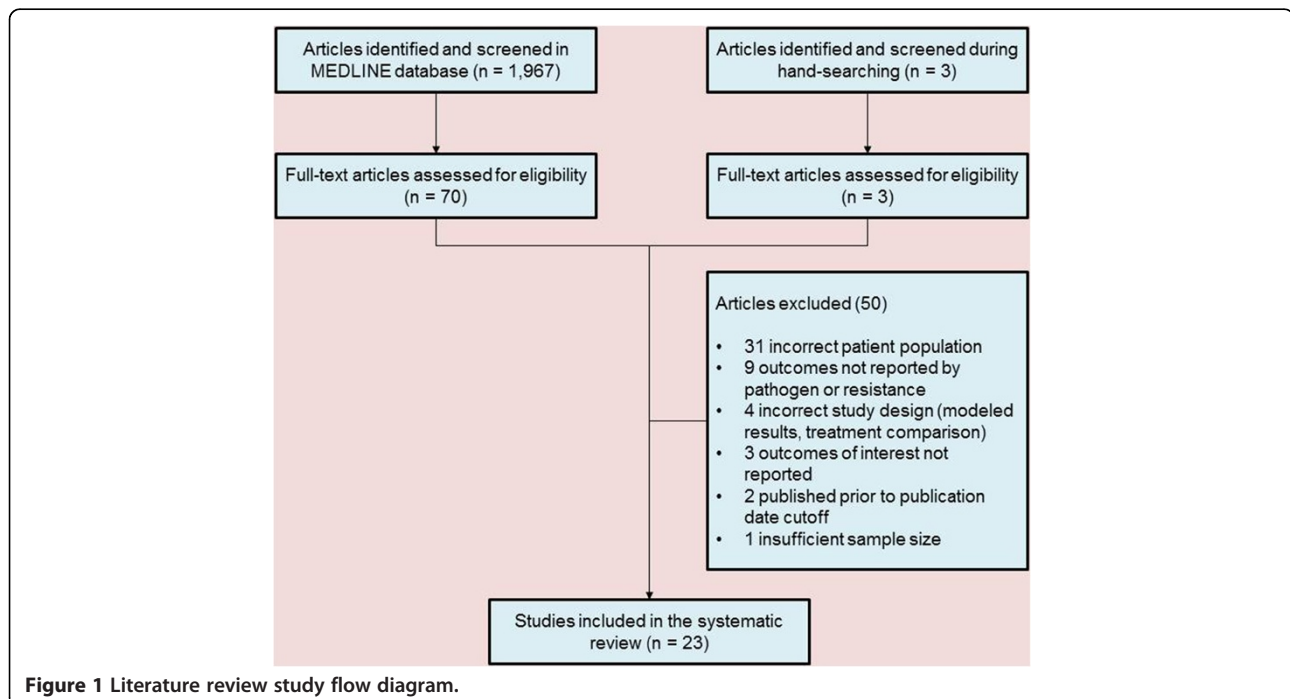 Articles identified and screened in
MEDLINE database (n = 1,967)
Articles identified and screened during
hand-searching (n = 3)
Full-text articles assessed for eligibility
(n = 70)
Full-text articles assessed for eligibility
(n = 3)
Articles excluded (50)
• 31 incorrect patient population
• 9 outcomes not reported by
pathogen or resistance
• 4 incorrect study design (modeled
results, treatment comparison)
• 3 outcomes of interest not
reported
• 2 published prior to publication
date cutoff
• 1 insufficient sample size
Studies included in the systematic
review (n = 23)
Figure 1 Literature review study flow diagram.